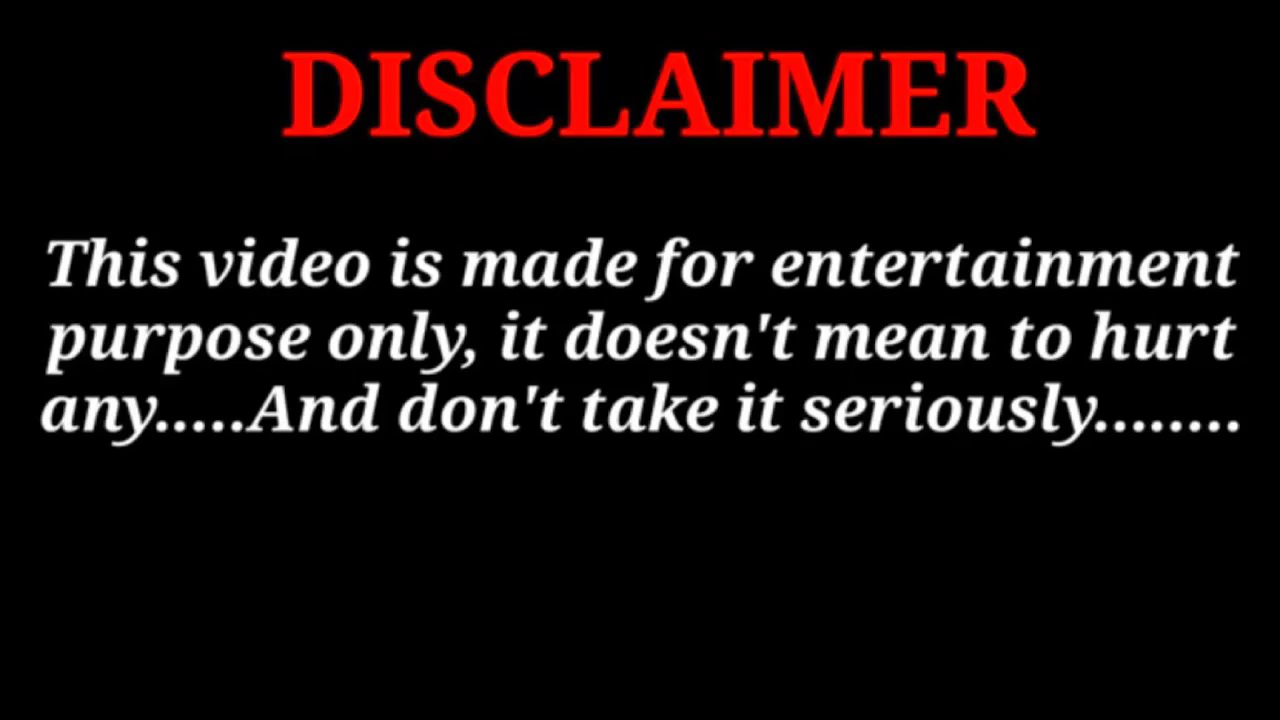 DISCLAIMER
This video is made for entertainment
purpose only, it doesn't mean to hurt
any.....And don't take it seriously........